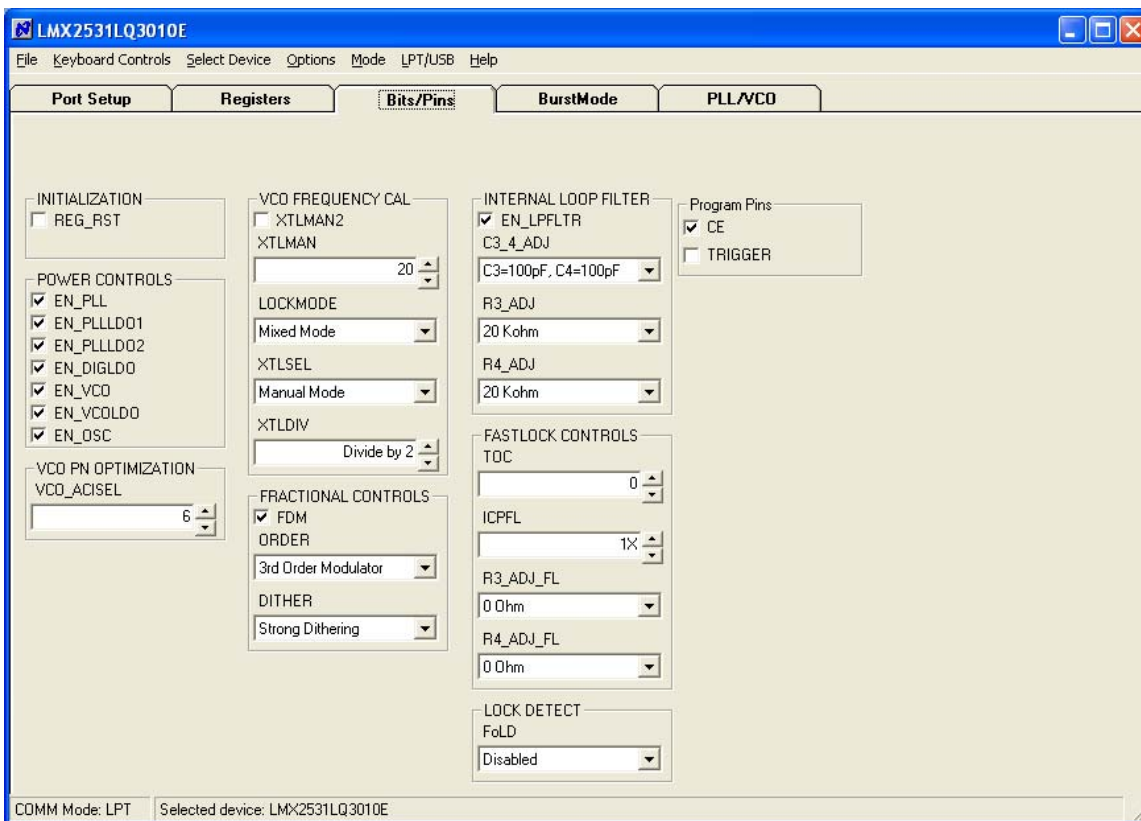 LMX2531LQ3010E
File Keyboard Controls Select Device Options Mode LPT/USB Help
Port Setup Registers Bits/Pins BurstMode PLL/VCO
INITIALIZATION
REG_RST
POWER CONTROLS
EN_PLL
EN_PLLLDO1
EN_PLLLDO2
EN_DIGLDO
EN_VCO
EN_VCOLDO
EN_OSC
VCO PN OPTIMIZATION
VCO_ACISEL
6
VCO FREQUENCY CAL
XTLMAN2
XTLMAN
20
LOCKMODE
Mixed Mode
XTLSEL
Manual Mode
XTLDIV
Divide by 2
FRACTIONAL CONTROLS
FDM
ORDER
3rd Order Modulator
DITHER
Strong Dithering
INTERNAL LOOP FILTER
EN_LPFLTR
C3_4_ADJ
C3=100pF, C4=100pF
R3_ADJ
20 Kohm
R4_ADJ
20 Kohm
FASTLOCK CONTROLS
TOC
0
ICPFL
1X
R3_ADJ_FL
0 Ohm
R4_ADJ_FL
0 Ohm
LOCK DETECT
FoLD
Disabled
Program Pins
CE
TRIGGER
COMM Mode: LPT Selected device: LMX2531LQ3010E